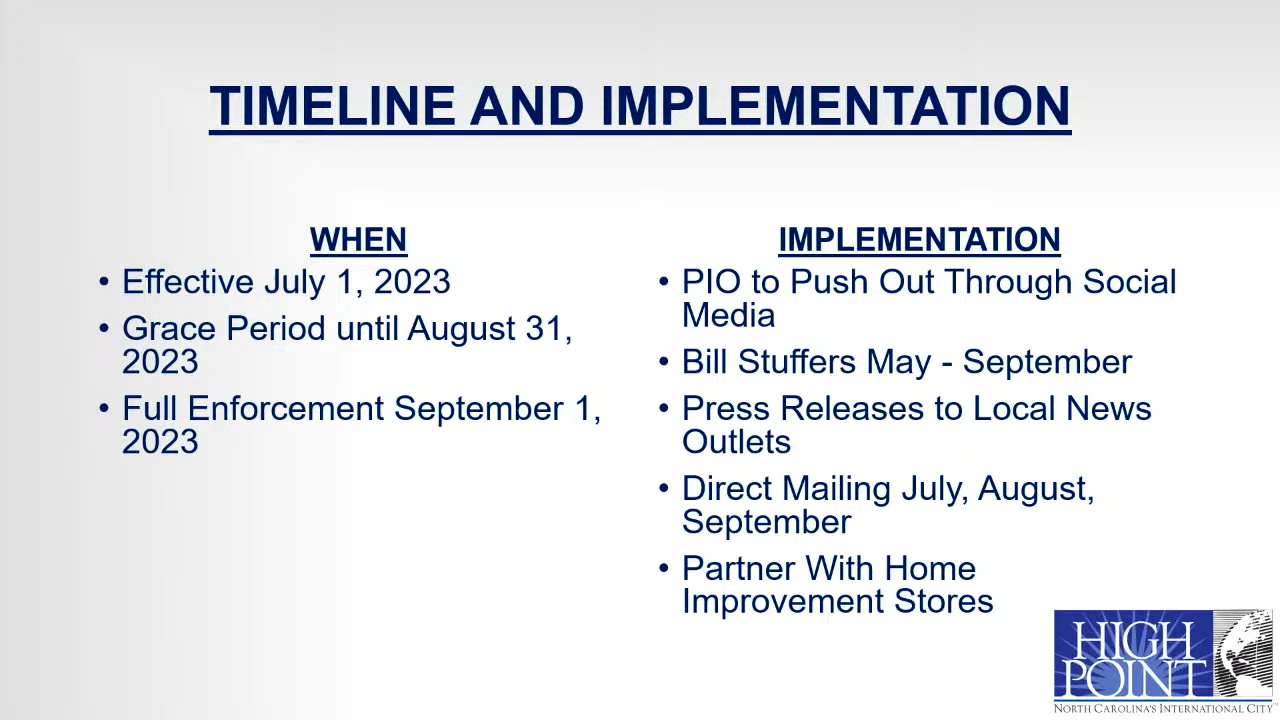 TIMELINE AND IMPLEMENTATION
WHEN
• Effective July 1, 2023
• Grace Period until August 31,
2023
• Full Enforcement September 1,
2023
IMPLEMENTATION
• PIO to Push Out Through Social
Media
• Bill Stuffers May - September
• Press Releases to Local News
Outlets
• Direct Mailing July, August,
September
• Partner With Home
Improvement Stores
HIGH
POINT
NORTH CAROLINA'S INTERNATIONAL CITY™